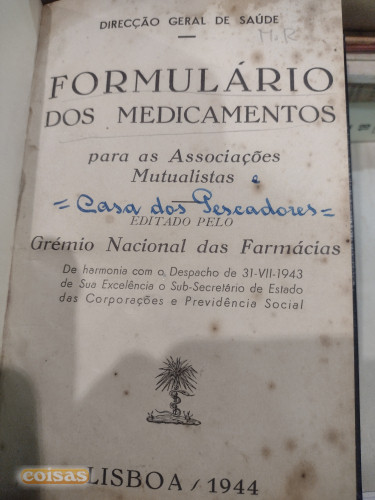 DIRECÇÃO GERAL DE SAÚDE
M.R.
FORMULÁRIO
DOS MEDICAMENTOS
para as Associações
Mutualistas e
= Casa dos Pescadores =
EDITADO PELO
Grémio Nacional das Farmácias
De harmonia com o, Despacho de 31-VII-1943
de Sua Excelência o Sub-Secretário de Estado
das Corporações e Previdência Social
LISBOA / 1944
coisas